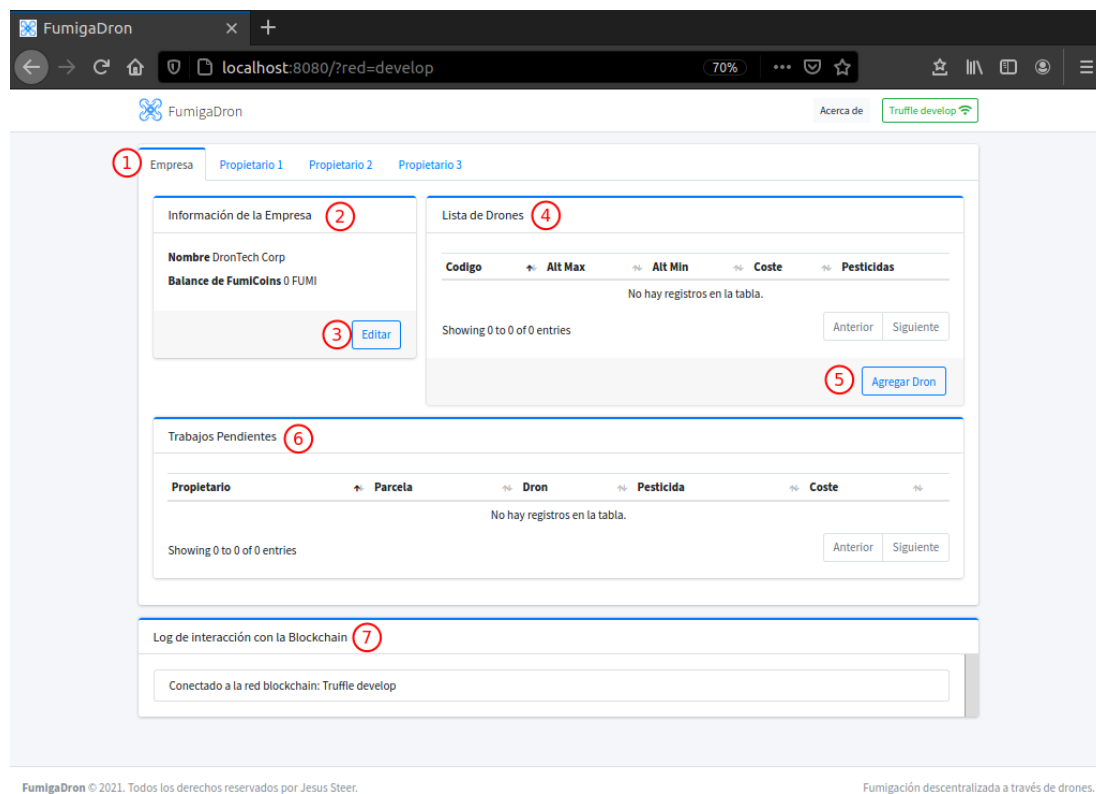 FumigaDron
localhost:8080/?red=develop 70%
FumigaDron Acerca de Truffle develop
1 Empresa Propietario 1 Propietario 2 Propietario 3
Información de la Empresa 2
Nombre DronTech Corp
Balance de FumiCoins 0 FUMI
3 Editar
Lista de Drones 4
Codigo Alt Max Alt Min Coste Pesticidas
No hay registros en la tabla.
Showing 0 to 0 of 0 entries Anterior Siguiente
5 Agregar Dron
Trabajos Pendientes 6
Propietario Parcela Dron Pesticida Coste
No hay registros en la tabla.
Showing 0 to 0 of 0 entries Anterior Siguiente
Log de interacción con la Blockchain 7
Conectado a la red blockchain: Truffle develop
FumigaDron © 2021. Todos los derechos reservados por Jesus Steer. Fumigación descentralizada a través de drones.